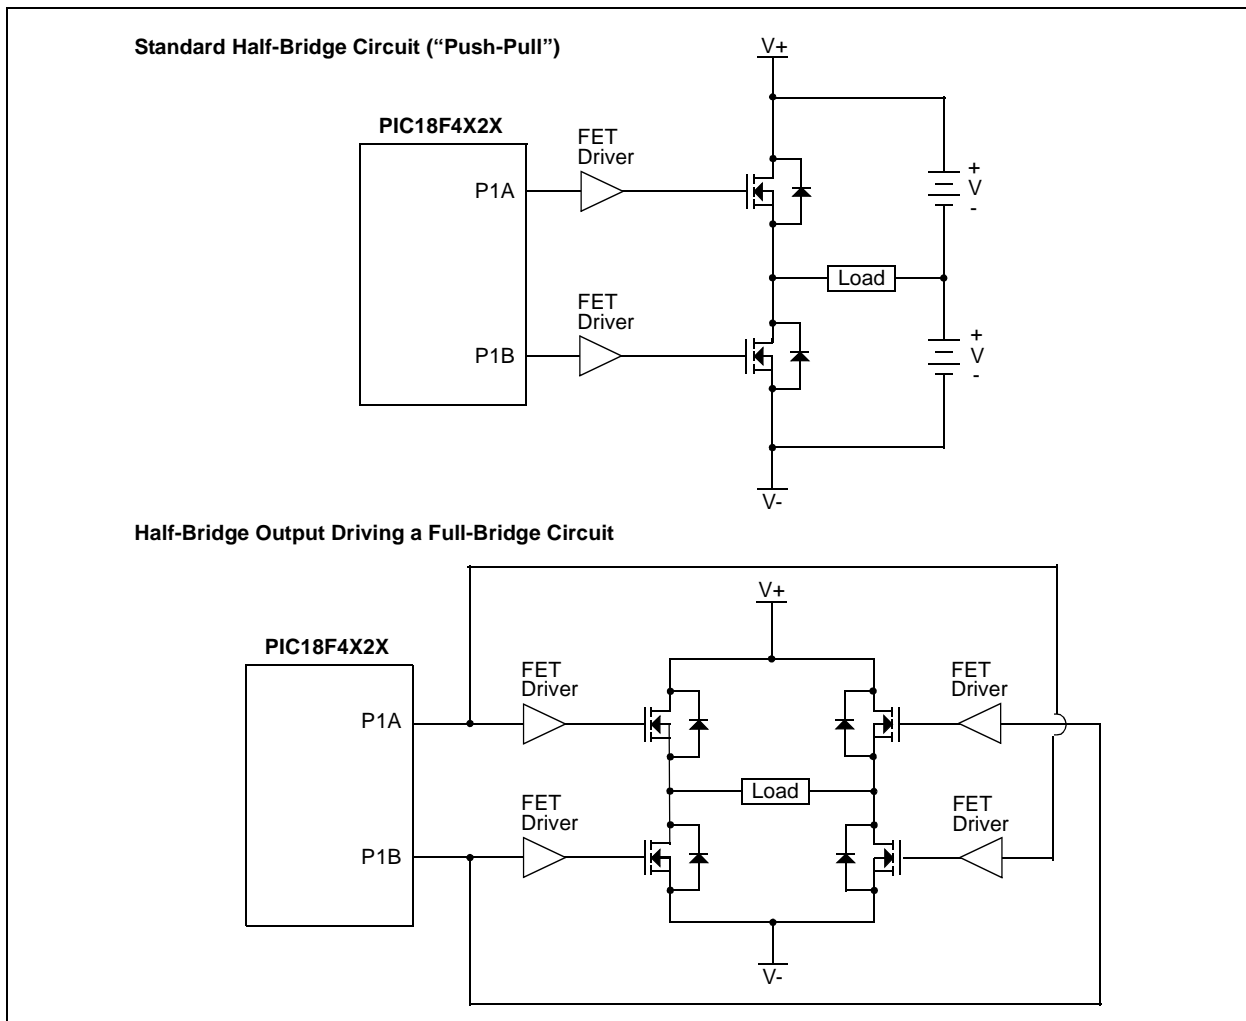 Standard Half-Bridge Circuit (“Push-Pull”)
V+
PIC18F4X2X
FET
Driver
P1A
+
V
-
Load
FET
Driver
P1B
+
V
-
V-
Half-Bridge Output Driving a Full-Bridge Circuit
V+
PIC18F4X2X
FET
Driver
FET
Driver
P1A
Load
FET
Driver
FET
Driver
P1B
V-